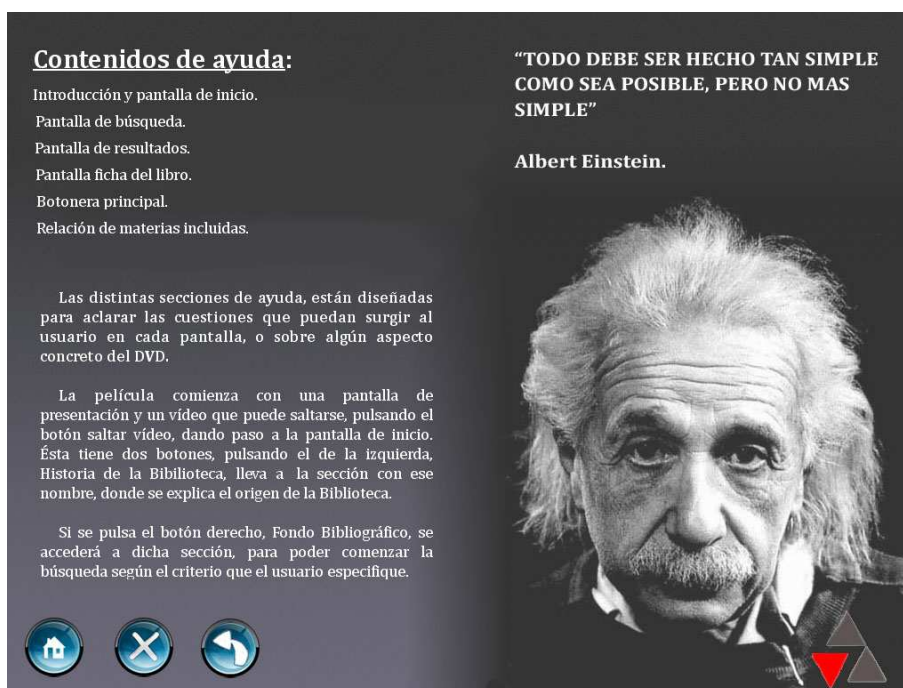 Contenidos de ayuda:
Introducción y pantalla de inicio.
Pantalla de búsqueda.
Pantalla de resultados.
Pantalla ficha del libro.
Botonera principal.
Relación de materias incluidas.
Las distintas secciones de ayuda, están diseñadas
para aclarar las cuestiones que puedan surgir al
usuario en cada pantalla, o sobre algún aspecto
concreto del DVD.
La película comienza con una pantalla de
presentación y un vídeo que puede saltarse, pulsando el
botón saltar vídeo, dando paso a la pantalla de inicio.
Ésta tiene dos botones, pulsando el de la izquierda,
Historia de la Bibilioteca, lleva a la sección con ese
nombre, donde se explica el origen de la Biblioteca.
Si se pulsa el botón derecho, Fondo Bibliográfico, se
accederá a dicha sección, para poder comenzar la
búsqueda según el criterio que el usuario especifique.
“TODO DEBE SER HECHO TAN SIMPLE
COMO SEA POSIBLE, PERO NO MAS
SIMPLE”
Albert Einstein.